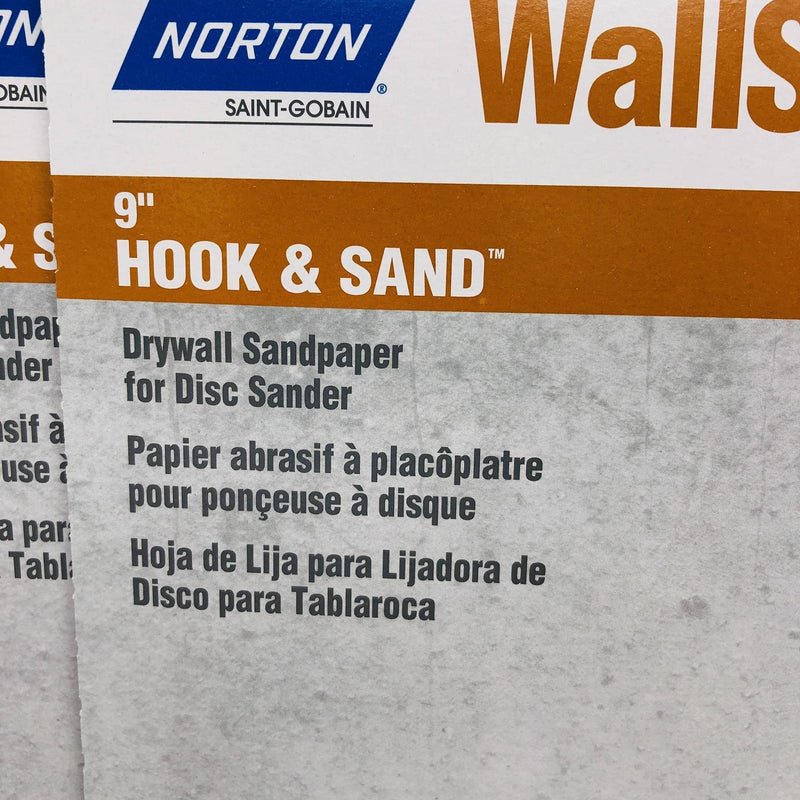 NORTON
®
SAINT-GOBAIN
WallS
9"
HOOK & SAND™
Drywall Sandpaper
for Disc Sander
Papier abrasif à placôplatre
pour ponçeuse à disque
Hoja de Lija para Lijadora de
Disco para Tablaroca